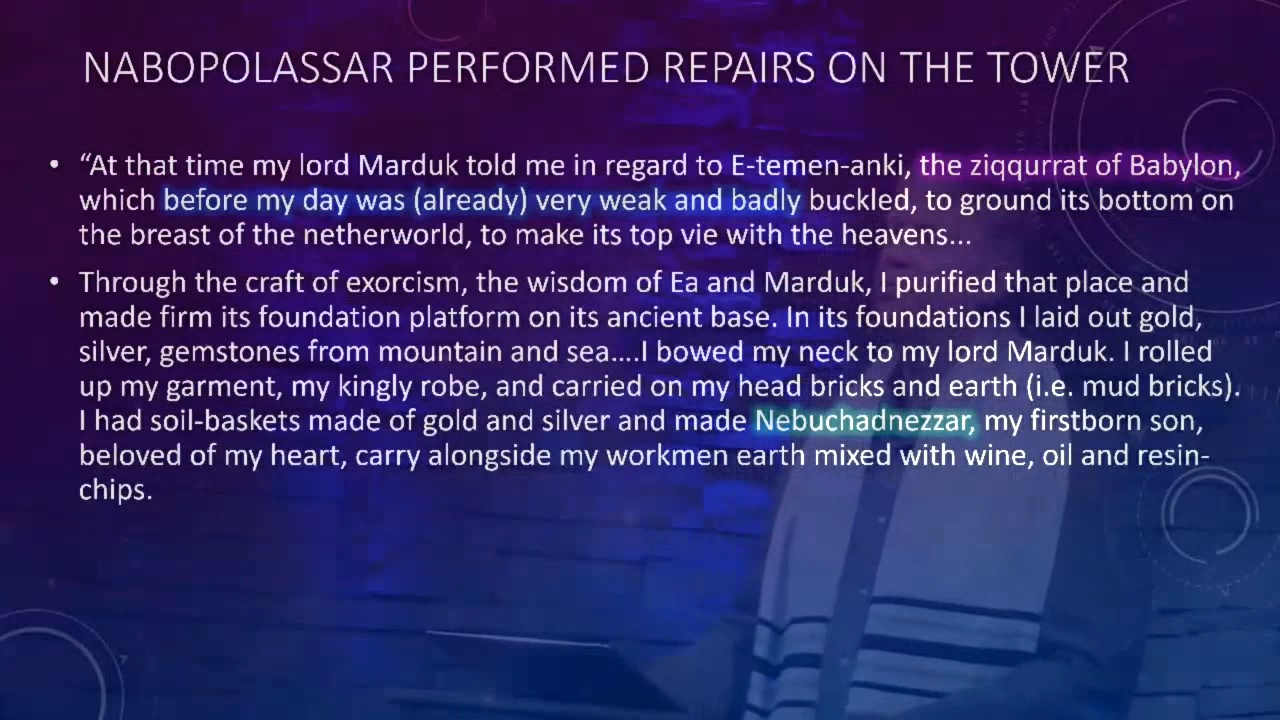 NABOPOLASSAR PERFORMED REPAIRS ON THE TOWER
• “At that time my lord Marduk told me in regard to E-temen-anki, the ziqqurrat of Babylon,
which before my day was (already) very weak and badly buckled, to ground its bottom on
the breast of the netherworld, to make its top vie with the heavens...
• Through the craft of exorcism, the wisdom of Ea and Marduk, I purified that place and
made firm its foundation platform on its ancient base. In its foundations I laid out gold,
silver, gemstones from mountain and sea....I bowed my neck to my lord Marduk. I rolled
up my garment, my kingly robe, and carried on my head bricks and earth (i.e. mud bricks).
I had soil-baskets made of gold and silver and made Nebuchadnezzar, my firstborn son,
beloved of my heart, carry alongside my workmen earth mixed with wine, oil and resin-
chips.